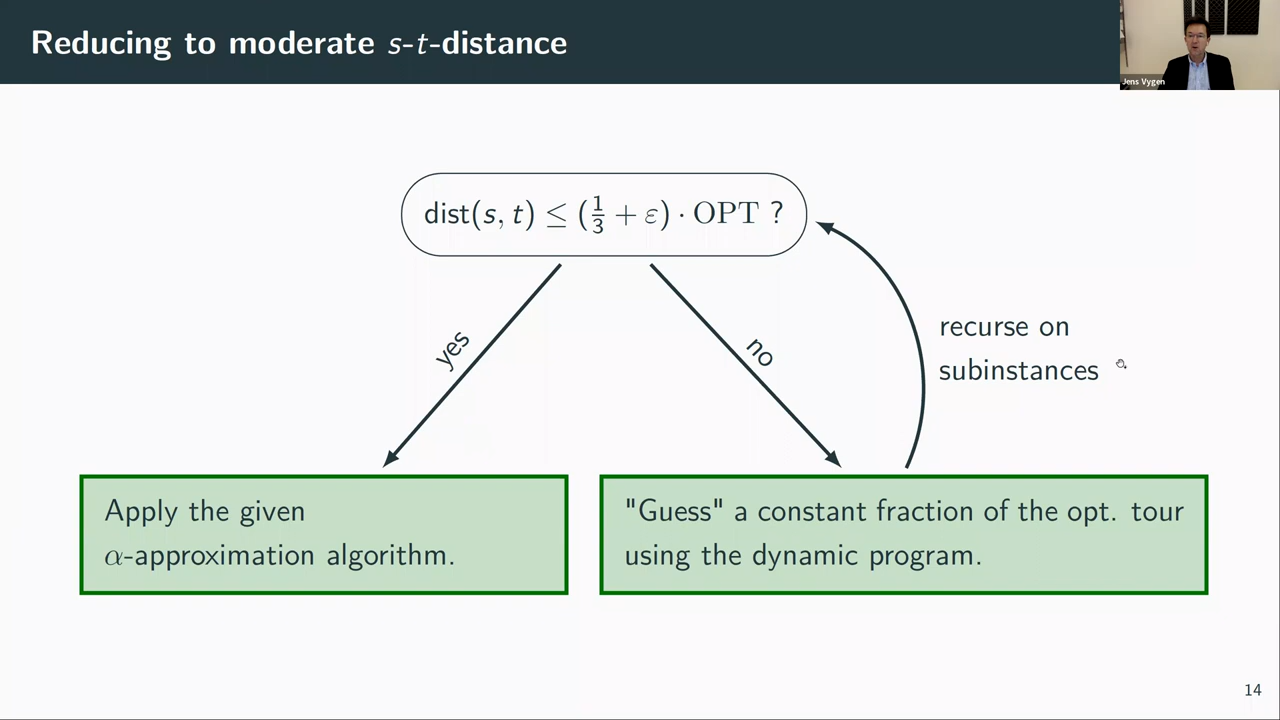 Reducing to moderate s-t-distance
Jens Vygen
dist(s, t) ≤ (1/3 + ε) · OPT ?
yes
no
recurse on
subinstances
Apply the given
α-approximation algorithm.
"Guess" a constant fraction of the opt. tour
using the dynamic program.
14